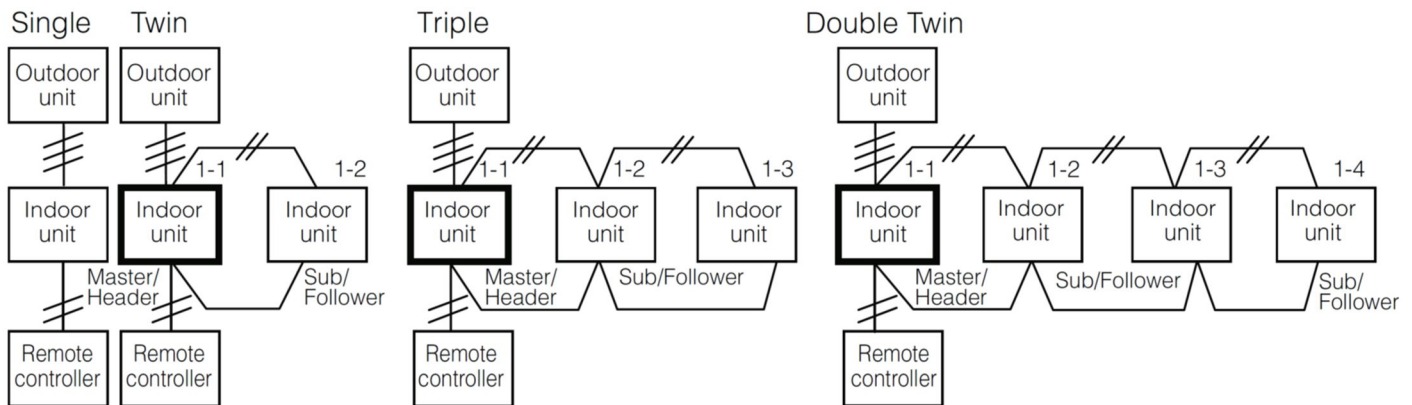 Single
Twin
Triple
Double Twin
Outdoor
unit
Outdoor
unit
Outdoor
unit
Outdoor
unit
1-1
1-2
1-1
1-2
1-3
1-1
1-2
1-3
1-4
Indoor
unit
Indoor
unit
Indoor
unit
Indoor
unit
Indoor
unit
Indoor
unit
Indoor
unit
Indoor
unit
Indoor
unit
Indoor
unit
Master/
Header
Sub/
Follower
Master/
Header
Sub/Follower
Master/
Header
Sub/Follower
Sub/
Follower
Remote
controller
Remote
controller
Remote
controller
Remote
controller